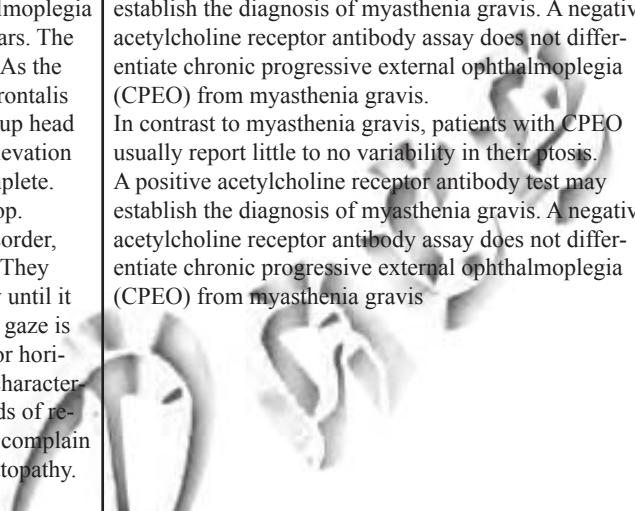 lmoplegia
ars. The
As the
rontalis
up head
levation
plete.
op.
order,
They
until it
gaze is
or hori-
haracter-
ds of re-
complain
topathy.
establish the diagnosis of myasthenia gravis. A negativ
acetylcholine receptor antibody assay does not differ-
entiate chronic progressive external ophthalmoplegia
(CPEO) from myasthenia gravis.
In contrast to myasthenia gravis, patients with CPEO
usually report little to no variability in their ptosis.
A positive acetylcholine receptor antibody test may
establish the diagnosis of myasthenia gravis. A negativ
acetylcholine receptor antibody assay does not differ-
entiate chronic progressive external ophthalmoplegia
(CPEO) from myasthenia gravis